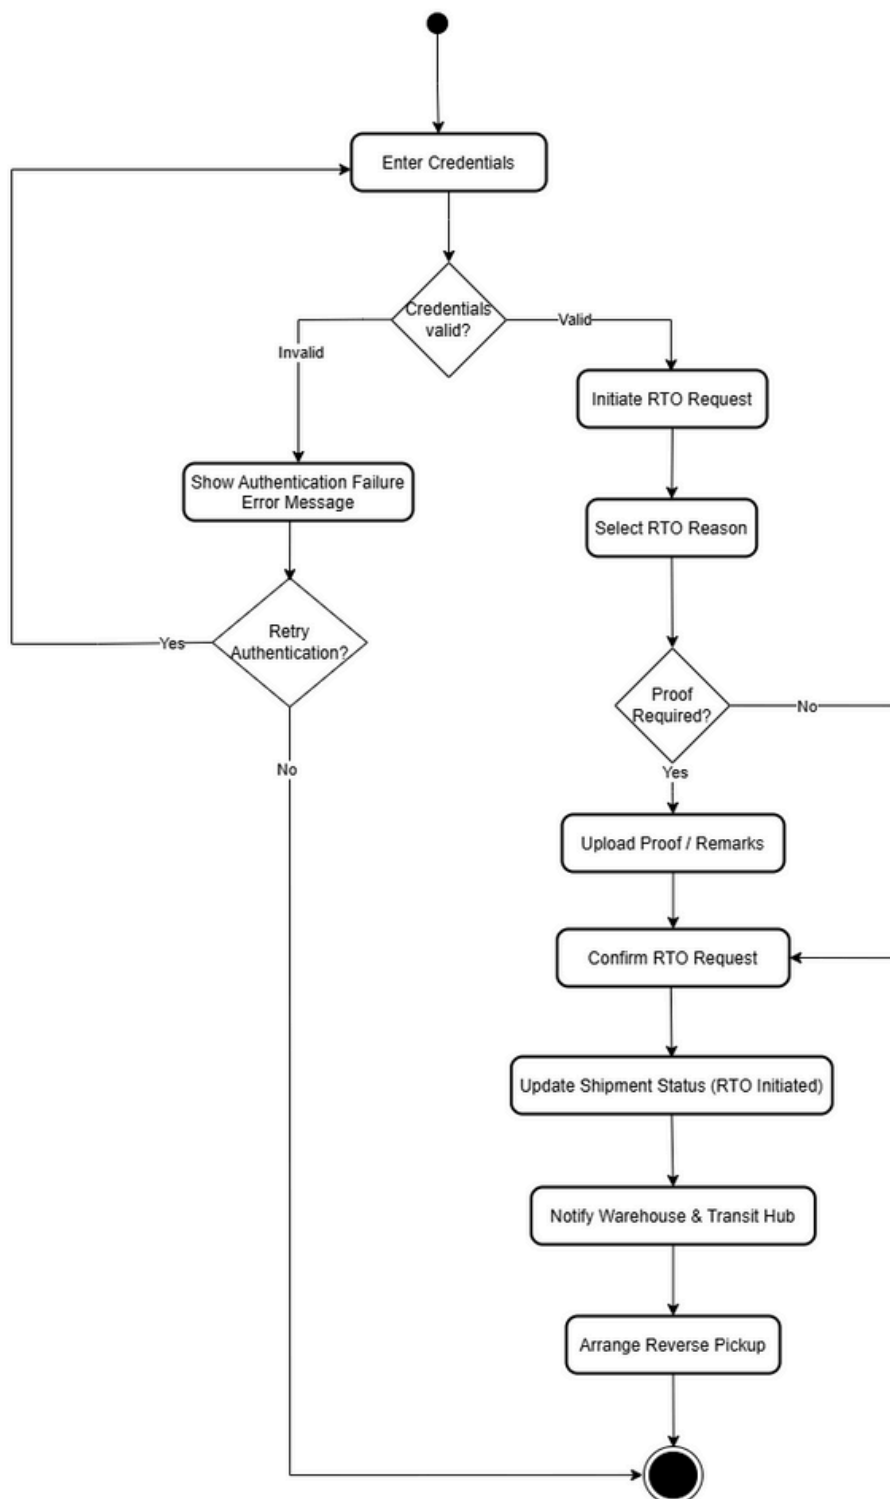 Enter Credentials
Credentials
valid?
Valid
Invalid
Initiate RTO Request
Show Authentication Failure
Error Message
Select RTO Reason
Retry
Authentication?
Yes
Proof
Required?
No
No
Yes
Upload Proof / Remarks
Confirm RTO Request
Update Shipment Status (RTO Initiated)
Notify Warehouse & Transit Hub
Arrange Reverse Pickup